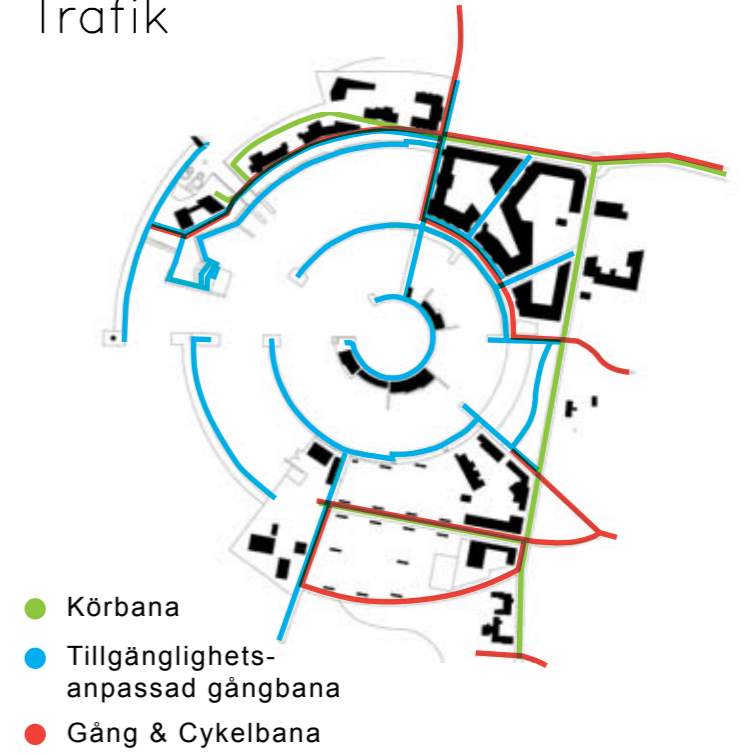 Trafik
Körbana
Tillgänglighets-
anpassad gångbana
Gång & Cykelbana